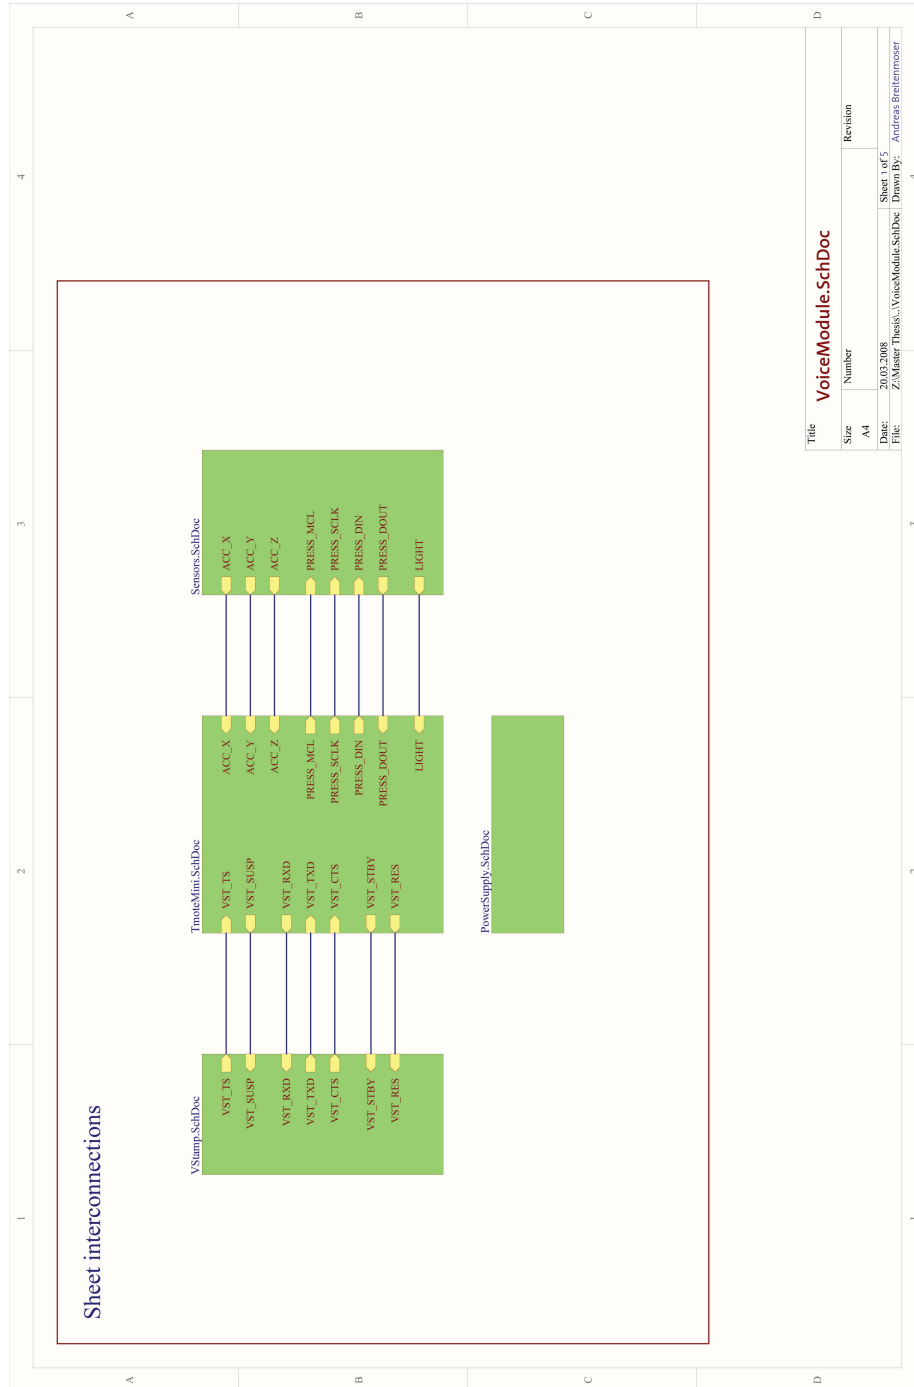 1
2
3
4
A
B
C
D
Sheet interconnections
VStamp.SchDoc
VST_TS
VST_SUSP
VST_RXD
VST_TXD
VST_CTS
VST_STBY
VST_RES
TmoteMini.SchDoc
VST_TS
VST_SUSP
VST_RXD
VST_TXD
VST_CTS
VST_STBY
VST_RES
ACC_X
ACC_Y
ACC_Z
PRESS_MCL
PRESS_SCLK
PRESS_DIN
PRESS_DOUT
LIGHT
Sensors.SchDoc
ACC_X
ACC_Y
ACC_Z
PRESS_MCL
PRESS_SCLK
PRESS_DIN
PRESS_DOUT
LIGHT
PowerSupply.SchDoc
A
B
C
D
Title
VoiceModule.SchDoc
Size Number Revision
A4
Date: 20.03.2008 Sheet 1 of 5
File: Z:\Master Thesis\..\VoiceModule.SchDoc Drawn By: Andreas Breitenmoser